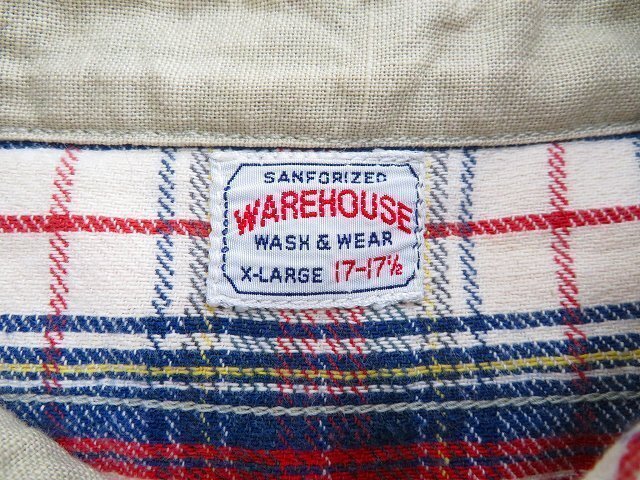 SANFORIZED
WAREHOUSE
WASH & WEAR
X-LARGE 17-17½